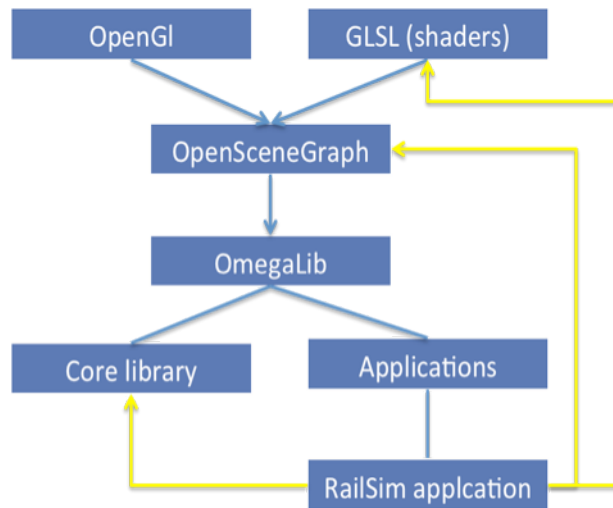 OpenGl
GLSL (shaders)
OpenSceneGraph
OmegaLib
Core library
Applications
RailSim applcation